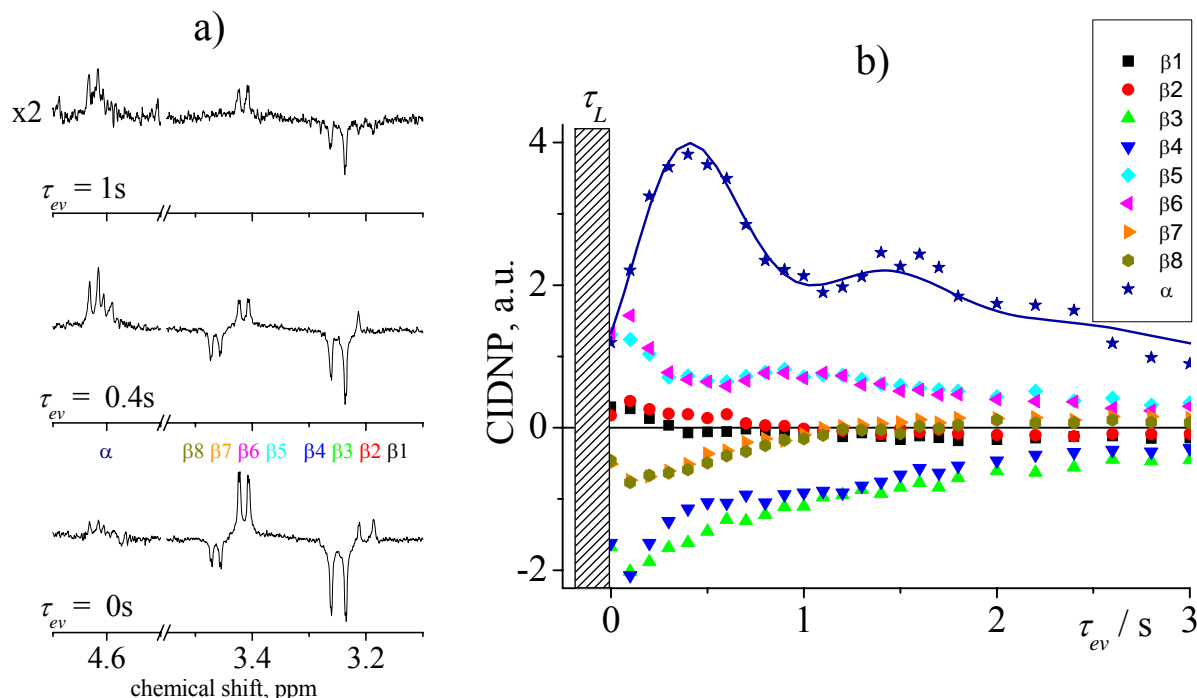 a)
x2
τev = 1s
τev = 0.4s
α β8 β7 β6 β5 β4 β3 β2 β1
τev = 0s
4.6 3.4 3.2
chemical shift, ppm
b)
τL
4
2
0
-2
CIDNP, a.u.
0 1 2 3
τev / s
β1
β2
β3
β4
β5
β6
β7
β8
α